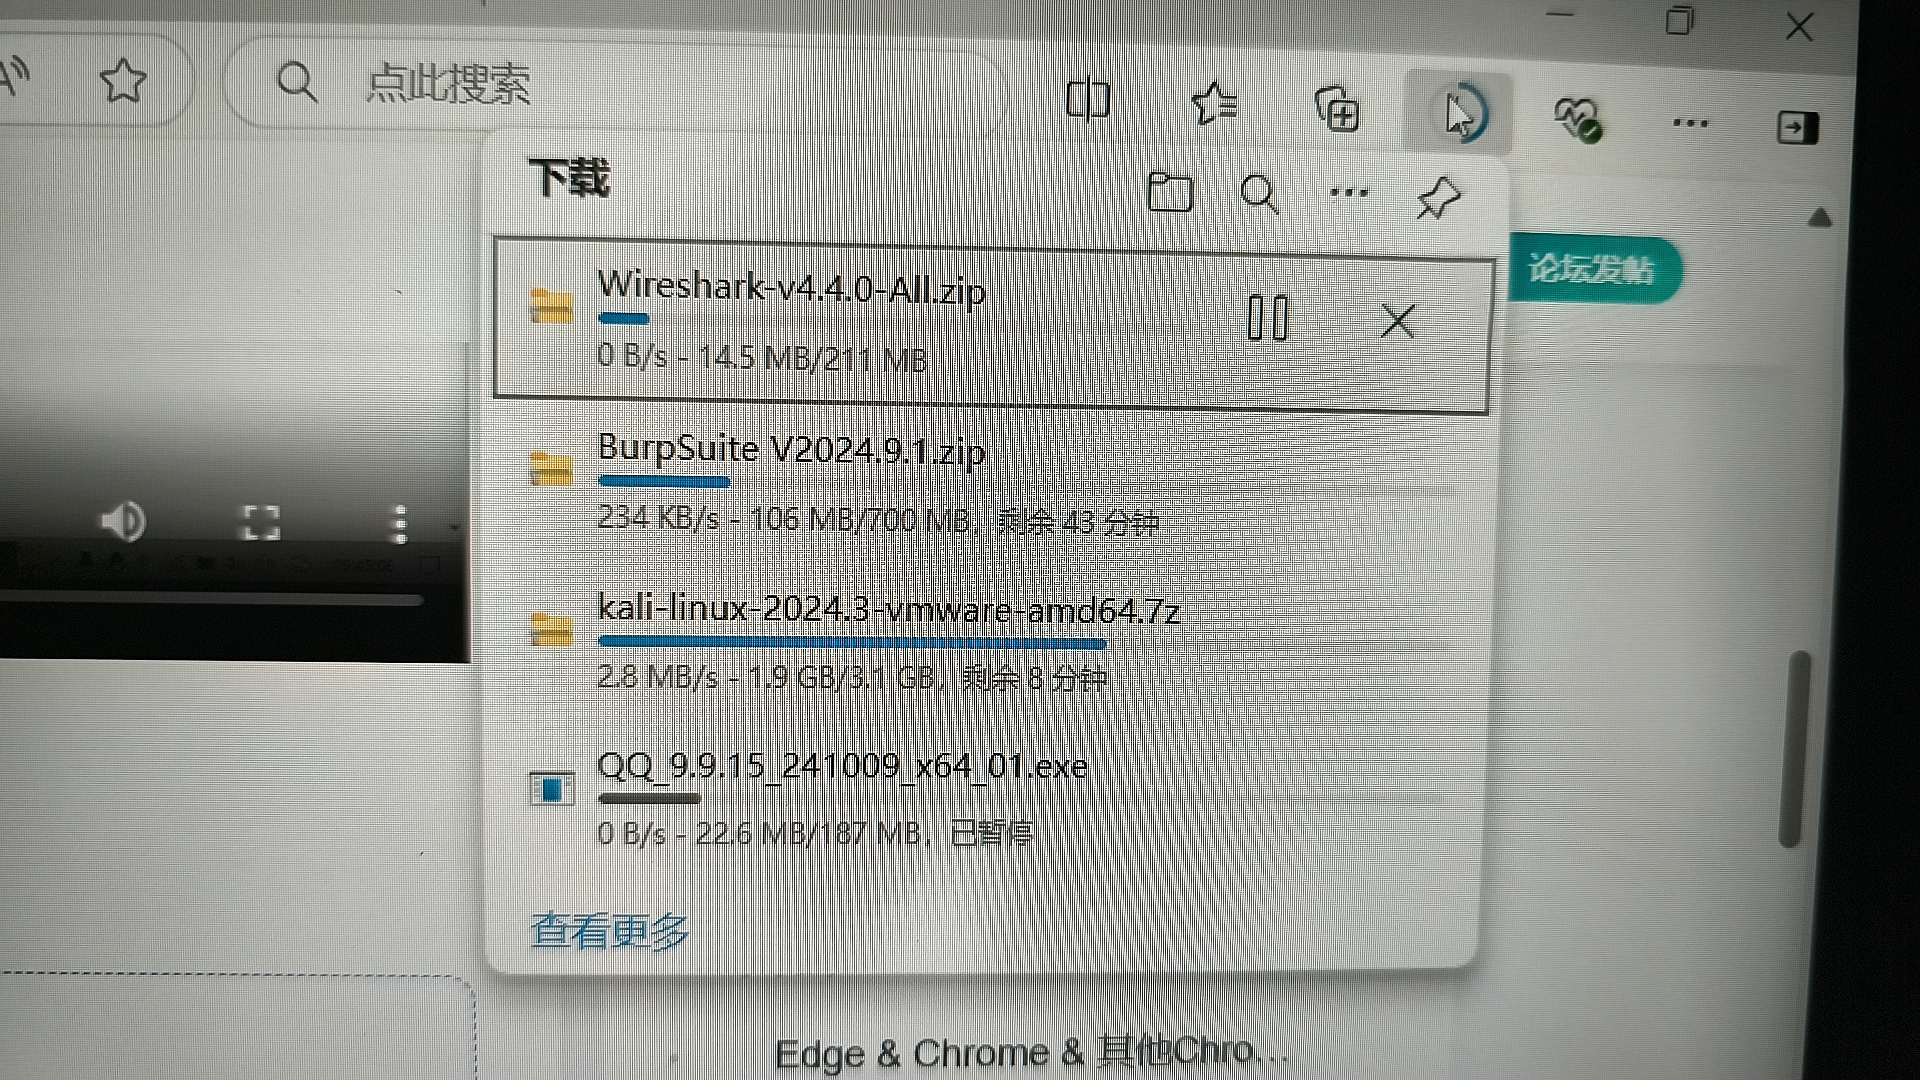 点此搜索
下载
论坛发帖
Wireshark-v4.4.0-All.zip
0 B/s - 14.5 MB/211 MB
BurpSuite V2024.9.1.zip
234 KB/s - 106 MB/700 MB，剩余 43 分钟
kali-linux-2024.3-vmware-amd64.7z
2.8 MB/s - 1.9 GB/3.1 GB，剩余 8 分钟
QQ_9.9.15_241009_x64_01.exe
0 B/s - 22.6 MB/187 MB，已暂停
查看更多
Edge & Chrome & 其他Chro...